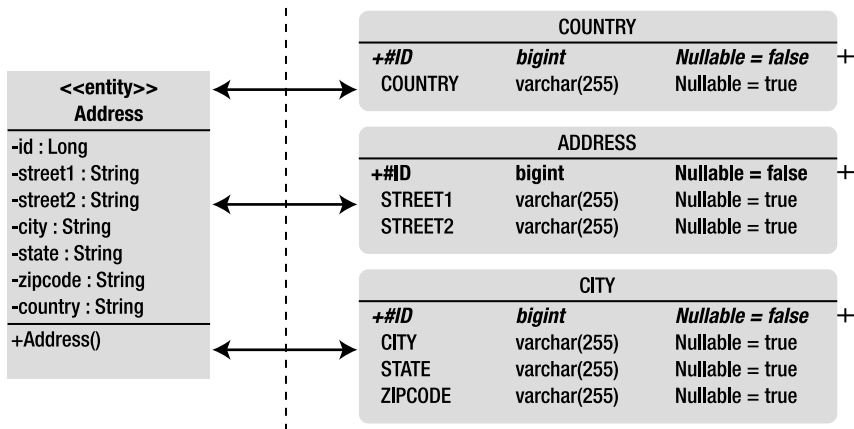 <<entity>>
Address
-id : Long
-street1 : String
-street2 : String
-city : String
-state : String
-zipcode : String
-country : String
+Address()
COUNTRY
+#ID bigint Nullable = false
COUNTRY varchar(255) Nullable = true
ADDRESS
+#ID bigint Nullable = false
STREET1 varchar(255) Nullable = true
STREET2 varchar(255) Nullable = true
CITY
+#ID bigint Nullable = false
CITY varchar(255) Nullable = true
STATE varchar(255) Nullable = true
ZIPCODE varchar(255) Nullable = true